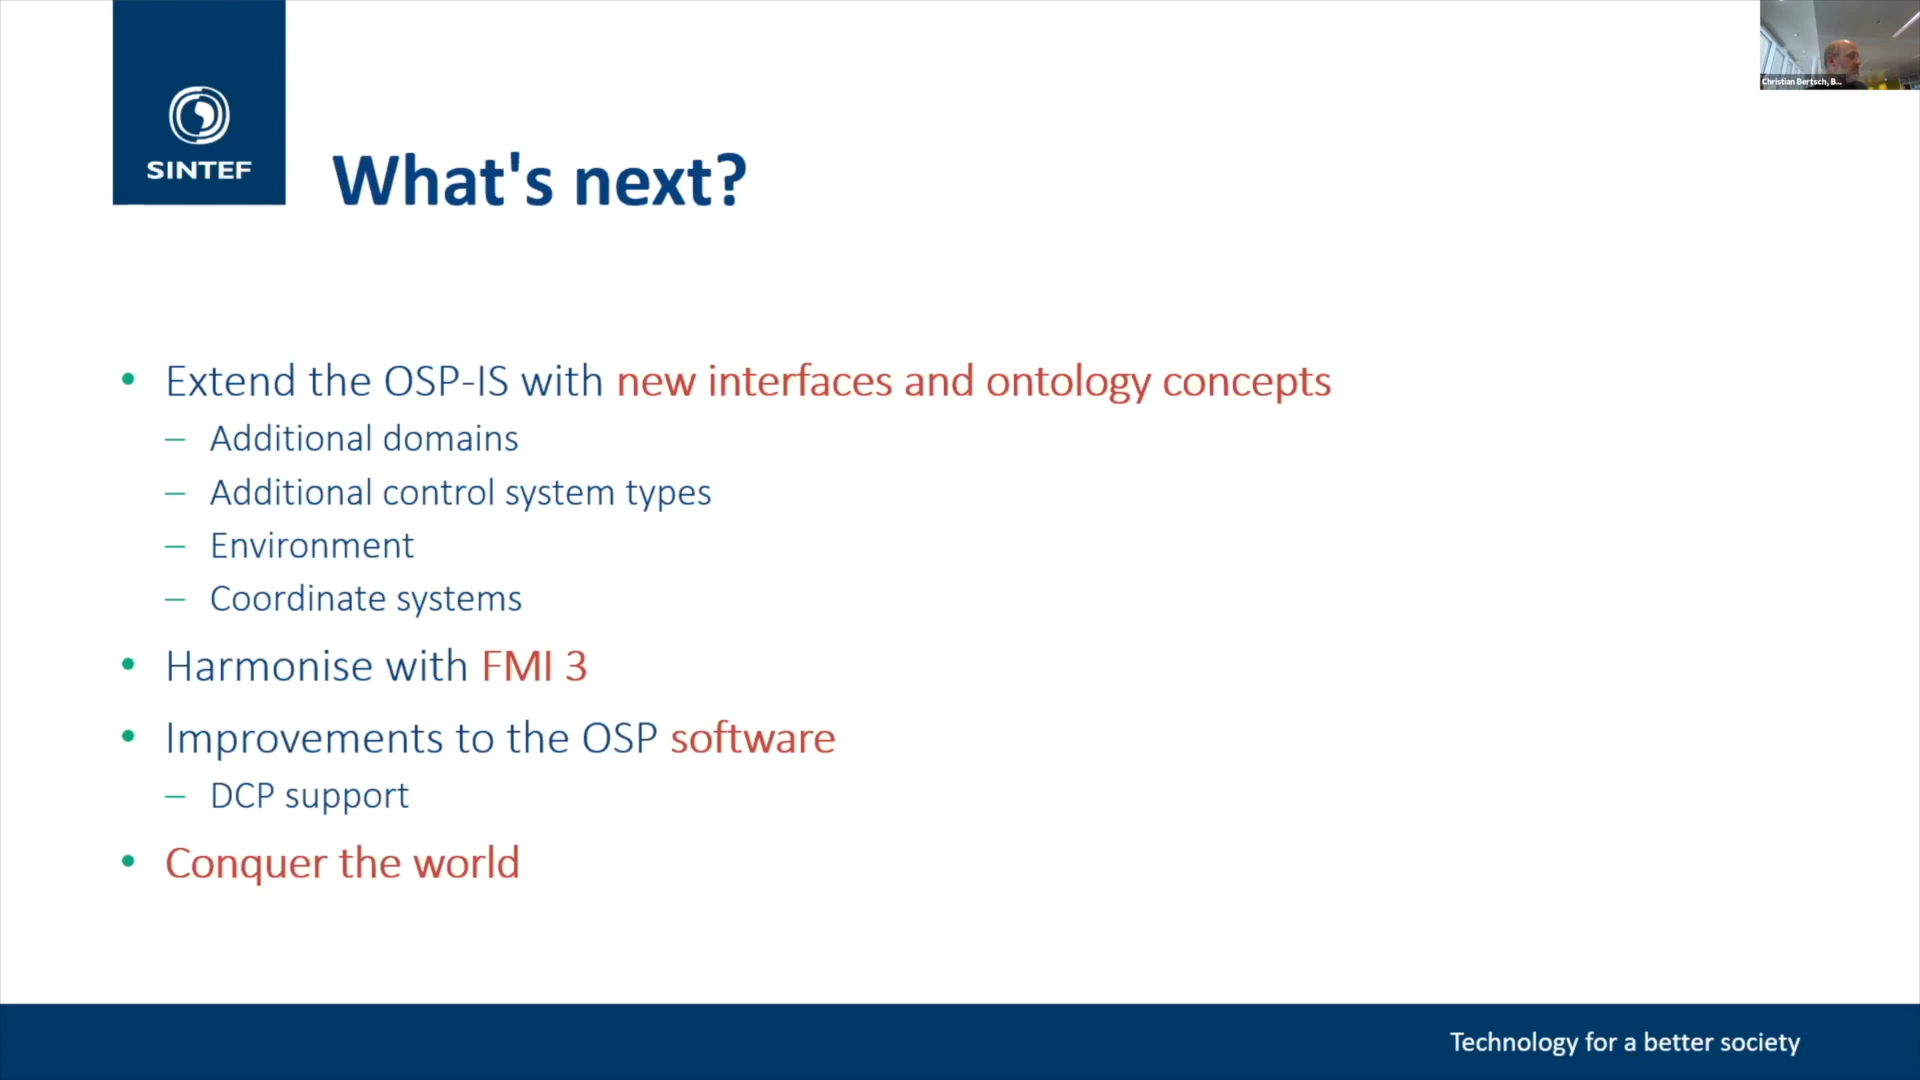 Christian Bertsch, B...
SINTEF
What's next?
• Extend the OSP-IS with new interfaces and ontology concepts
– Additional domains
– Additional control system types
– Environment
– Coordinate systems
• Harmonise with FMI 3
• Improvements to the OSP software
– DCP support
• Conquer the world
Technology for a better society